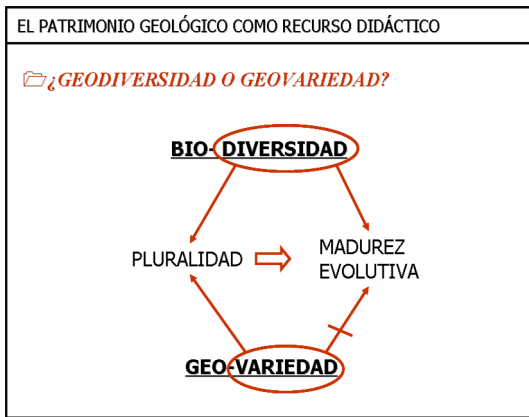 EL PATRIMONIO GEOLÓGICO COMO RECURSO DIDÁCTICO
¿GEODIVERSIDAD O GEOVARIEDAD?
BIO-DIVERSIDAD
PLURALIDAD
MADUREZ
EVOLUTIVA
GEO-VARIEDAD